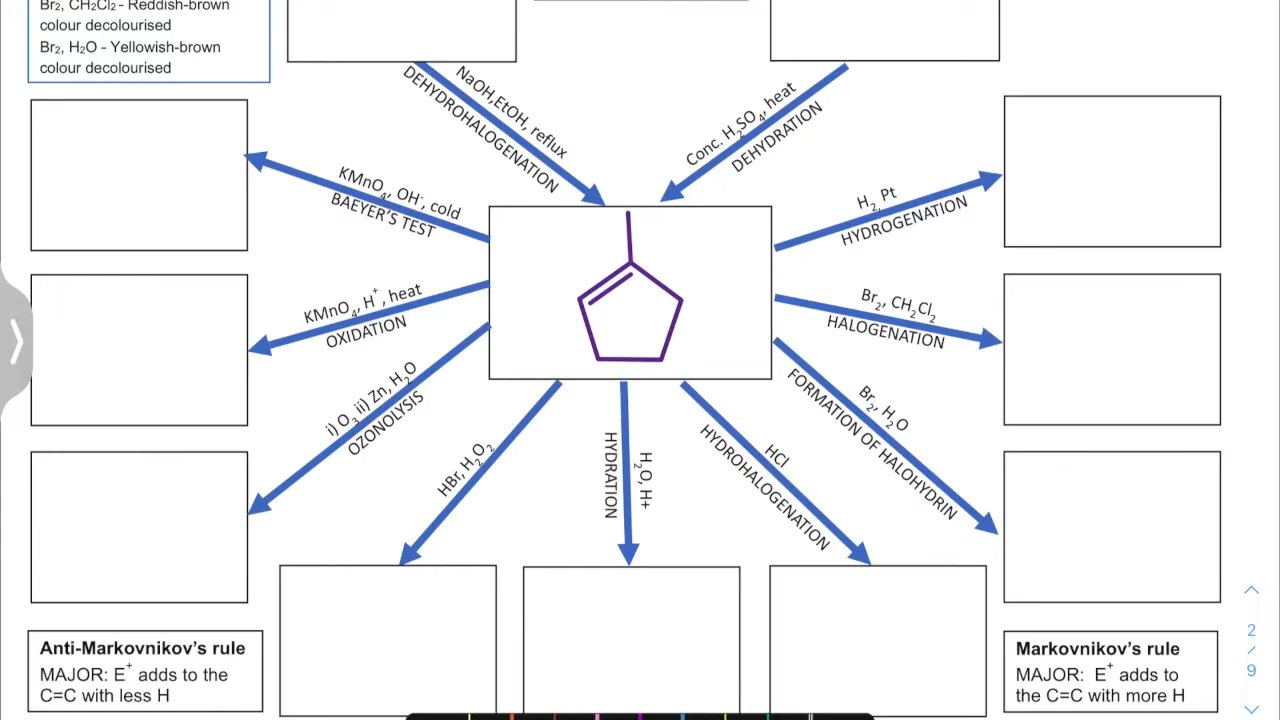 Br₂, CH₂Cl₂ - Reddish-brown
colour decolourised
Br₂, H₂O - Yellowish-brown
colour decolourised
NaOH,EtOH, reflux
DEHYDROHALOGENATION
Conc. H₂SO₄, heat
DEHYDRATION
KMnO₄, OH⁻, cold
BAEYER'S TEST
H₂, Pt
HYDROGENATION
KMnO₄, H⁺, heat
OXIDATION
Br₂, CH₂Cl₂
HALOGENATION
i) O₃ ii) Zn, H₂O
OZONOLYSIS
HBr, H₂O₂
H₂O, H+
HYDRATION
HCl
HYDROHALOGENATION
Br₂, H₂O
FORMATION OF HALOHYDRIN
Anti-Markovnikov's rule
MAJOR: E⁺ adds to the
C=C with less H
Markovnikov's rule
MAJOR: E⁺ adds to
the C=C with more H
2
/
9